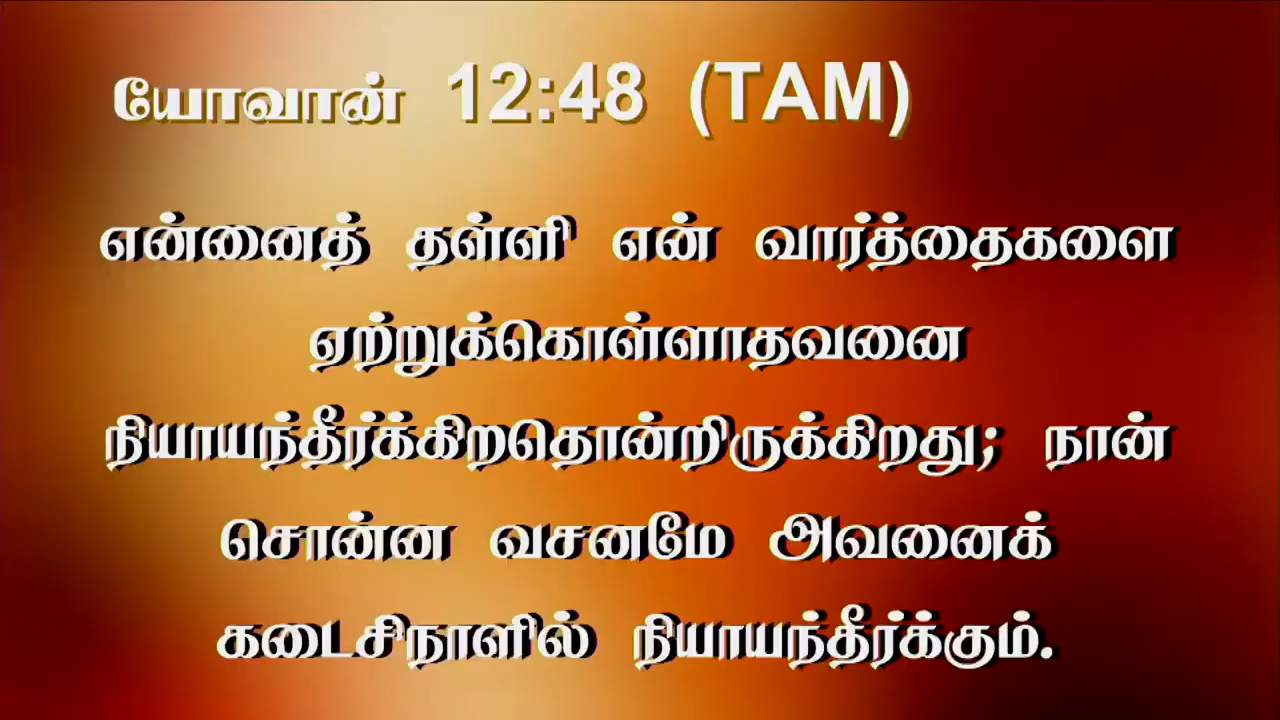 யோவான் 12:48 (TAM)
என்னைத் தள்ளி என் வார்த்தைகளை
ஏற்றுக்கொள்ளாதவனை
நியாயந்தீர்க்கிறதொன்றிருக்கிறது; நான்
சொன்ன வசனமே அவனைக்
கடைசிநாளில் நியாயந்தீர்க்கும்.